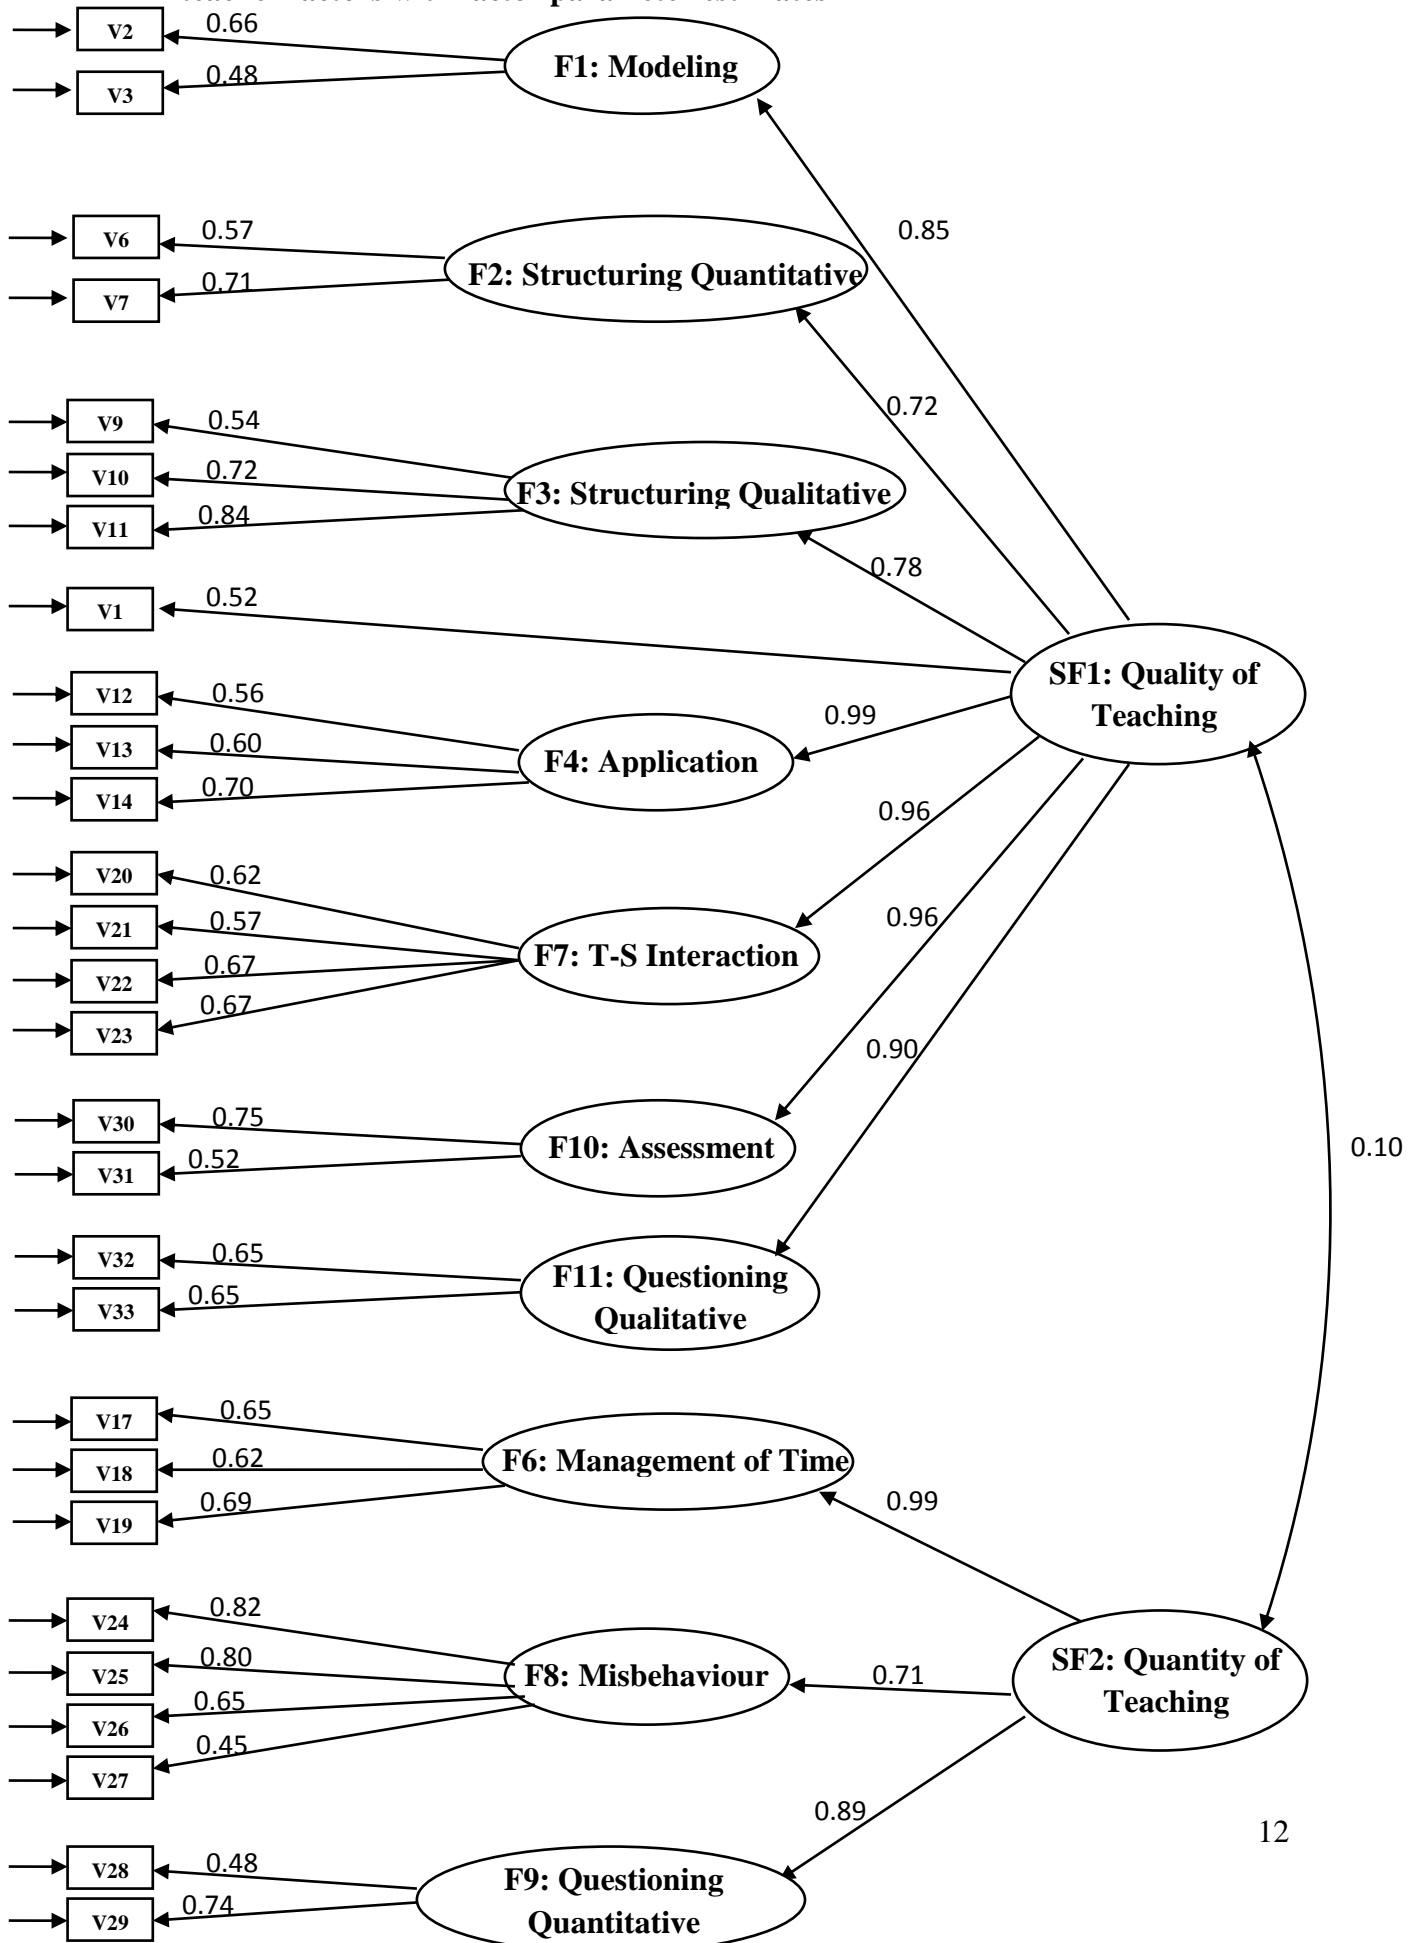 V2
0.66
F1: Modeling
V3
0.48
0.85
V6
0.57
F2: Structuring Quantitative
V7
0.71
0.72
V9
0.54
V10
0.72
F3: Structuring Qualitative
V11
0.84
0.78
V1
0.52
SF1: Quality of
Teaching
V12
0.56
0.99
V13
0.60
F4: Application
V14
0.70
0.96
V20
0.62
V21
0.57
0.96
V22
0.67
F7: T-S Interaction
V23
0.67
0.90
V30
0.75
F10: Assessment
V31
0.52
0.10
V32
0.65
F11: Questioning
Qualitative
V33
0.65
V17
0.65
V18
0.62
F6: Management of Time
V19
0.69
0.99
V24
0.82
V25
0.80
F8: Misbehaviour
0.71
SF2: Quantity of
Teaching
V26
0.65
V27
0.45
0.89
12
V28
0.48
F9: Questioning
Quantitative
V29
0.74